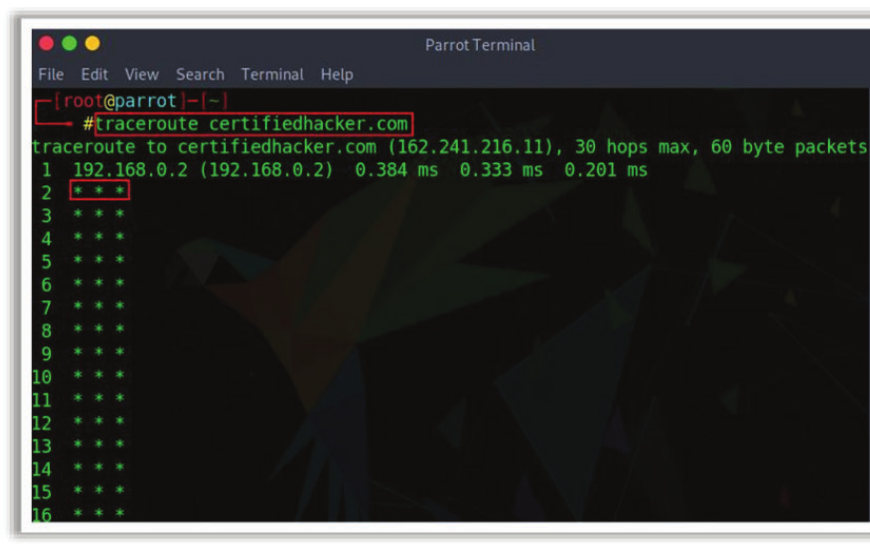 Parrot Terminal
File Edit View Search Terminal Help
[root@parrot]-[~]
#traceroute certifiedhacker.com
traceroute to certifiedhacker.com (162.241.216.11), 30 hops max, 60 byte packets
1 192.168.0.2 (192.168.0.2) 0.384 ms 0.333 ms 0.201 ms
2 * * *
3 * * *
4 * * *
5 * * *
6 * * *
7 * * *
8 * * *
9 * * *
10 * * *
11 * * *
12 * * *
13 * * *
14 * * *
15 * * *
16 * * *